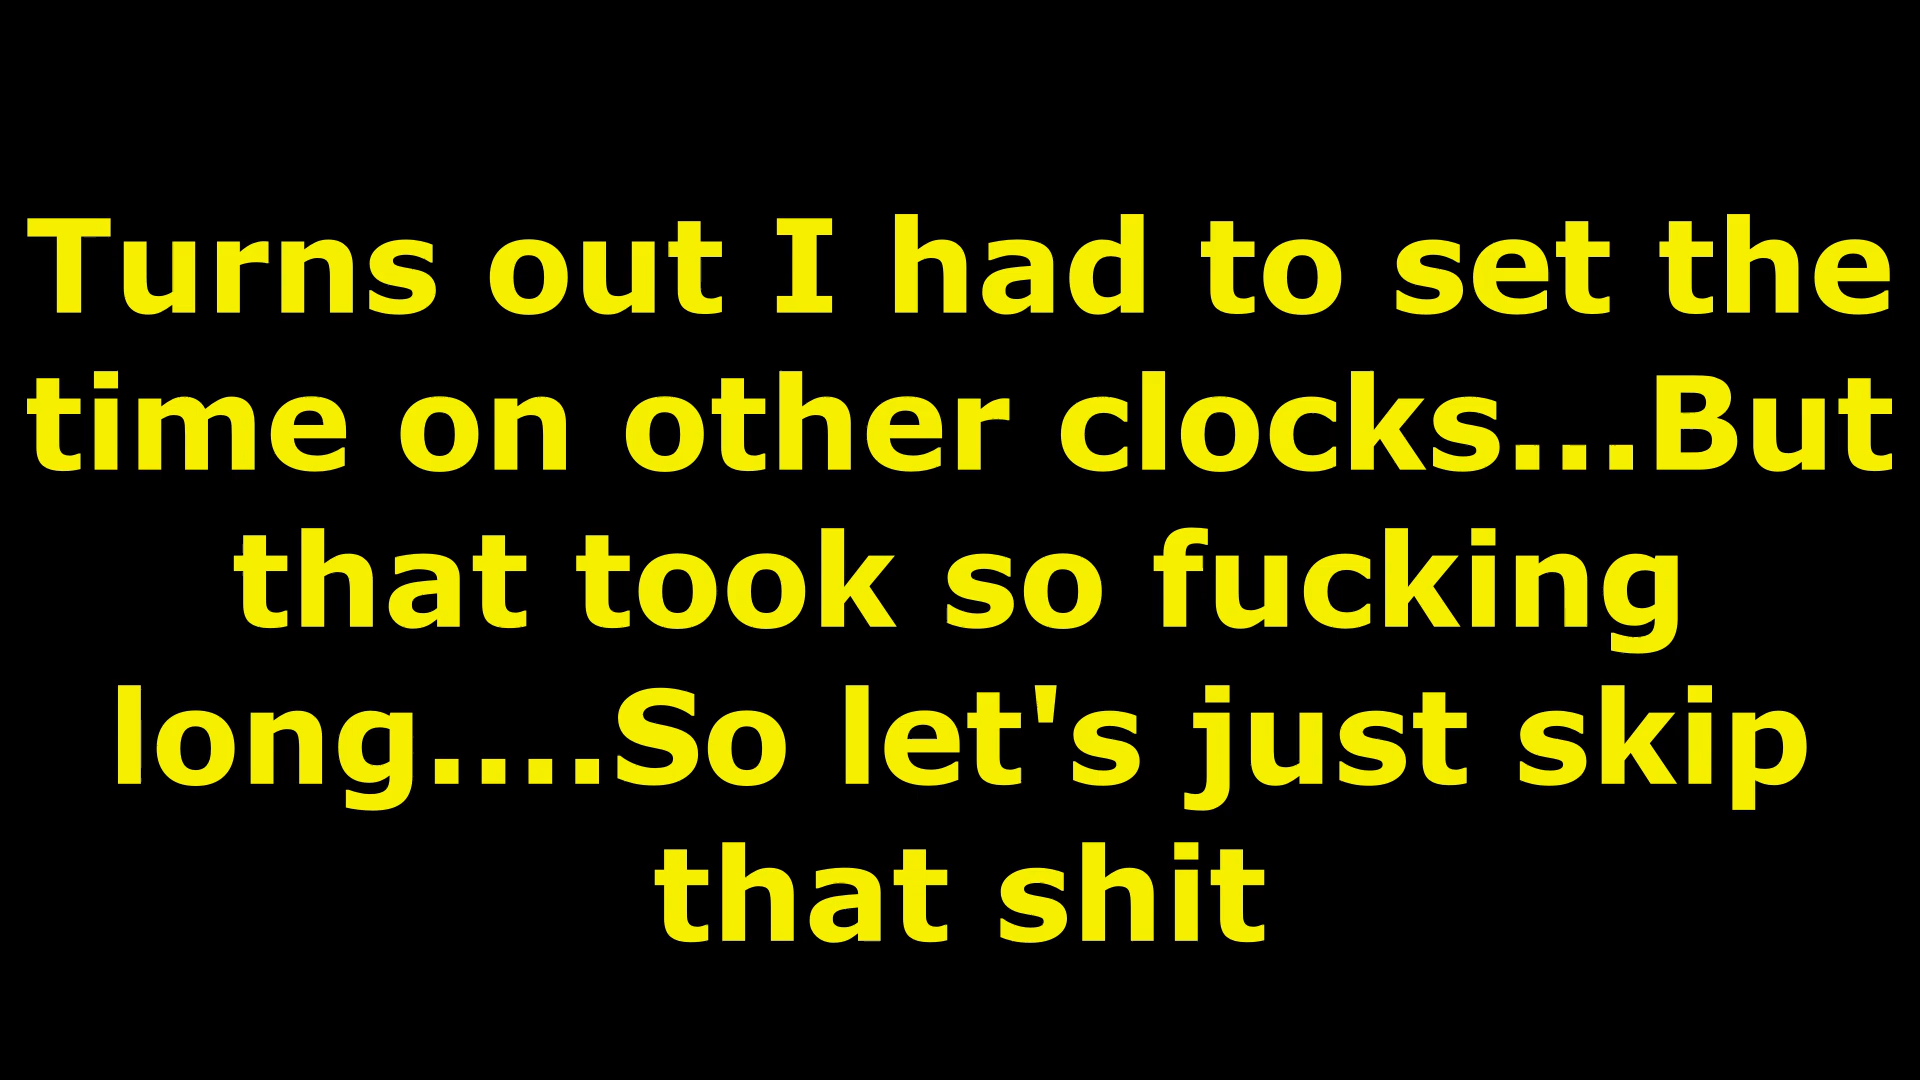 Turns out I had to set the
time on other clocks...But
that took so fucking
long....So let's just skip
that shit